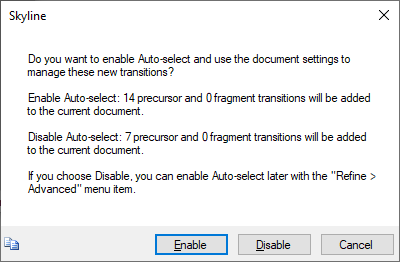 Skyline
Do you want to enable Auto-select and use the document settings to
manage these new transitions?
Enable Auto-select: 14 precursor and 0 fragment transitions will be added
to the current document.
Disable Auto-select: 7 precursor and 0 fragment transitions will be added
to the current document.
If you choose Disable, you can enable Auto-select later with the "Refine >
Advanced" menu item.
Enable
Disable
Cancel